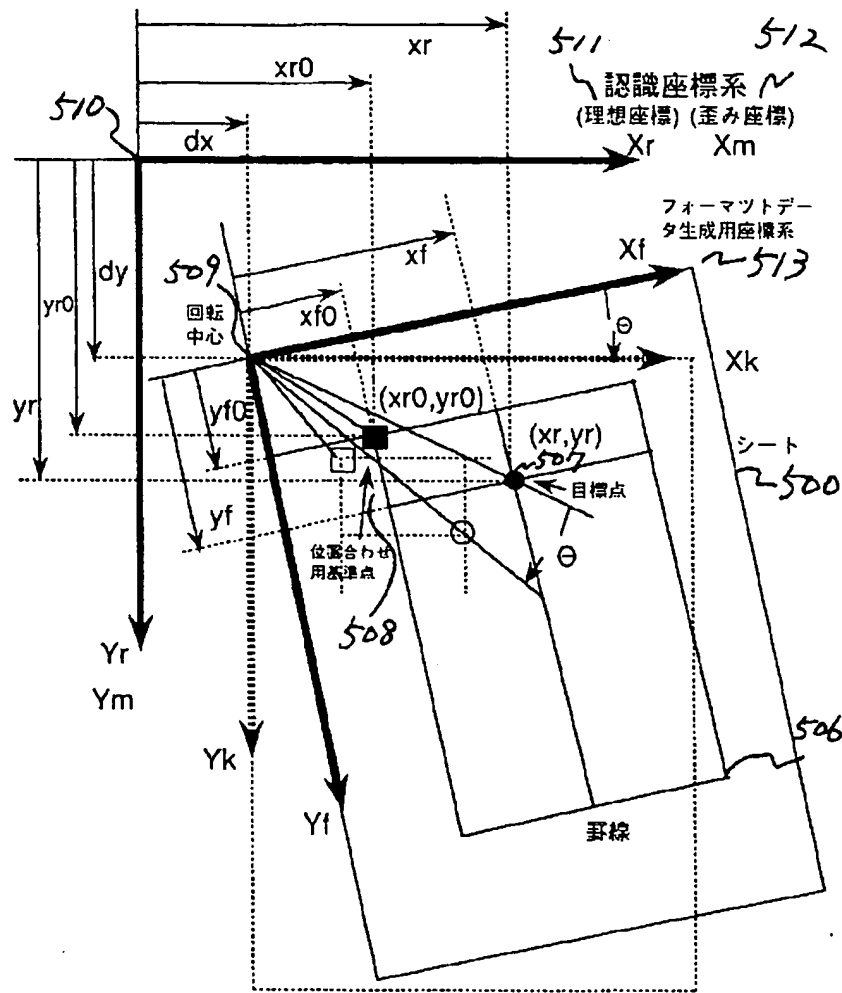 xr
511
512
xr0
認識座標系
510
(理想座標) (歪み座標)
dx
Xr
Xm
フォーマットデー
タ生成用座標系
xf
Xf
513
509
dy
回転
中心
yr0
xf0
Θ
Xk
(xr0,yr0)
yf0
yr
(xr,yr)
シート
507
500
目標点
yf
位置合わせ
用基準点
Θ
508
Yr
Ym
506
Yk
Yf
罫線